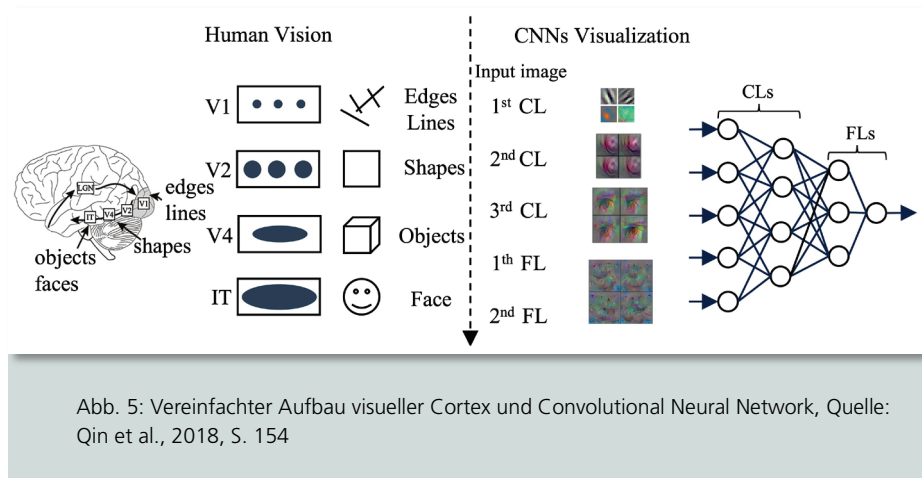 Human Vision
CNNs Visualization
Input image
V1
Edges
Lines
1st CL
V2
Shapes
2nd CL
V4
Objects
3rd CL
IT
Face
1th FL
2nd FL
CLs
FLs
LGN
V1
V2
V4
IT
edges
lines
shapes
objects
faces
Abb. 5: Vereinfachter Aufbau visueller Cortex und Convolutional Neural Network, Quelle:
Qin et al., 2018, S. 154